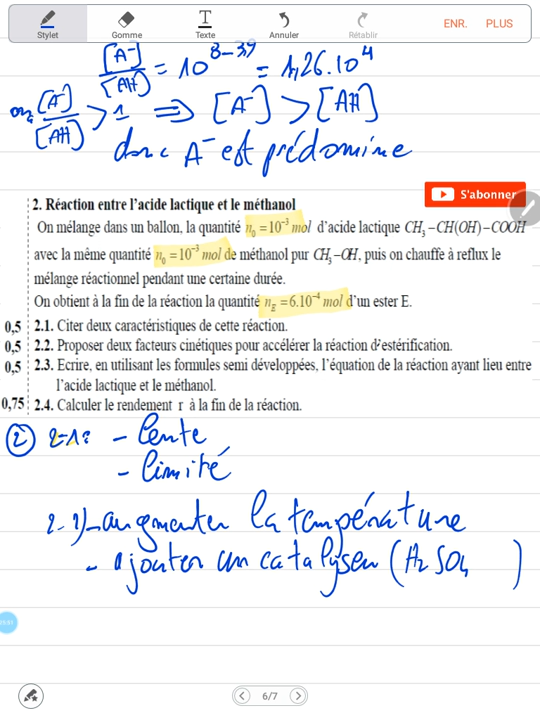 Stylet
Gomme
T
Texte
Annuler
Rétablir
ENR.
PLUS
[A⁻]/[AH] = 10^(8-3,9) = 1,26.10⁴
[A⁻]/[AH] > 1 ⟹ [A⁻] > [AH]
donc A⁻ est prédomine
S'abonner
2. Réaction entre l'acide lactique et le méthanol
On mélange dans un ballon, la quantité n₀ = 10⁻³ mol d'acide lactique CH₃ – CH(OH) – COOH
avec la même quantité n₀ = 10⁻³ mol de méthanol pur CH₃ – OH, puis on chauffe à reflux le
mélange réactionnel pendant une certaine durée.
On obtient à la fin de la réaction la quantité n_E = 6.10⁻⁴ mol d'un ester E.
0,5 2.1. Citer deux caractéristiques de cette réaction.
0,5 2.2. Proposer deux facteurs cinétiques pour accélérer la réaction d'estérification.
0,5 2.3. Ecrire, en utilisant les formules semi développées, l'équation de la réaction ayant lieu entre
l'acide lactique et le méthanol.
0,75 2.4. Calculer le rendement r à la fin de la réaction.
② 2-1: - lente
- limité
2-2) - augmenter la température
- ajouter un catalyseu (H₂SO₄ )
6/7